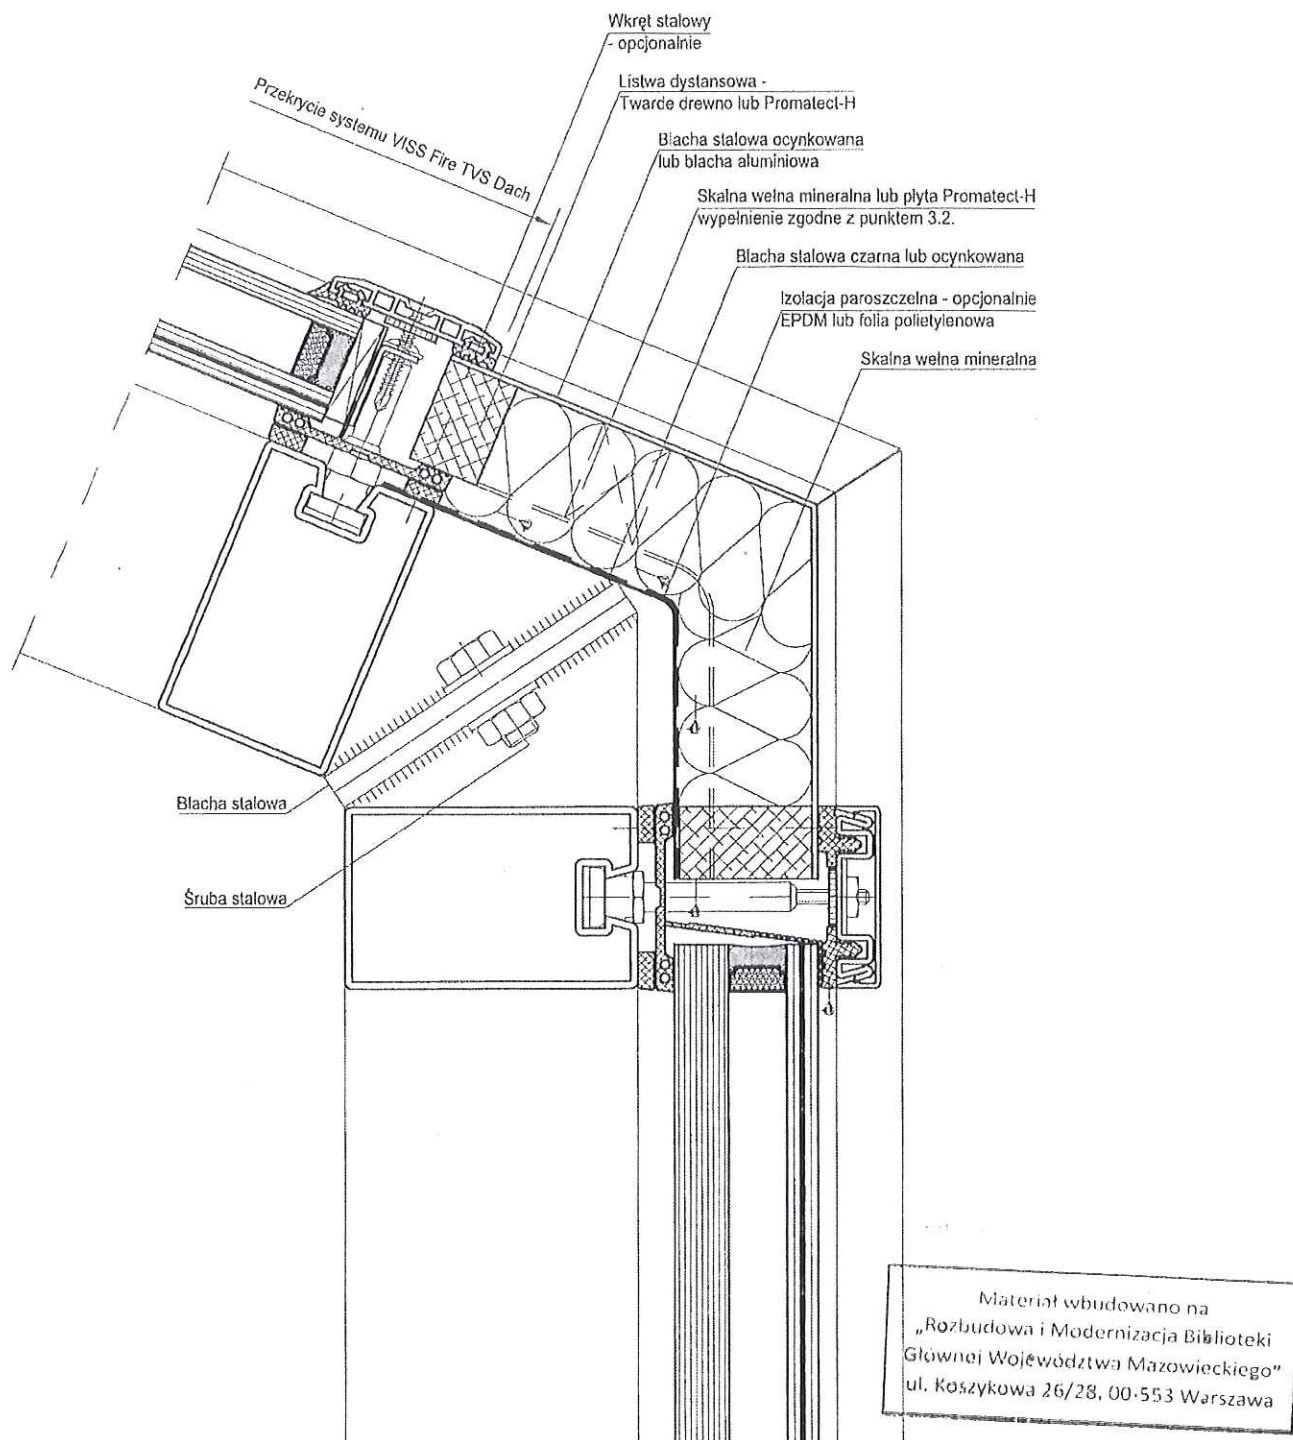 Wkręt stalowy
- opcjonalnie
Listwa dystansowa -
Twarde drewno lub Promatect-H
Przekrycie systemu VISS Fire TVS Dach
Blacha stalowa ocynkowana
lub blacha aluminiowa
Skalna wełna mineralna lub płyta Promatect-H
wypełnienie zgodne z punktem 3.2.
Blacha stalowa czarna lub ocynkowana
Izolacja paroszczelna - opcjonalnie
EPDM lub folia polietylenowa
Skalna wełna mineralna
Blacha stalowa
Śruba stalowa
Materiał wbudowano na
„Rozbudowa i Modernizacja Biblioteki
Głównej Województwa Mazowieckiego"
ul. Koszykowa 26/28, 00-553 Warszawa